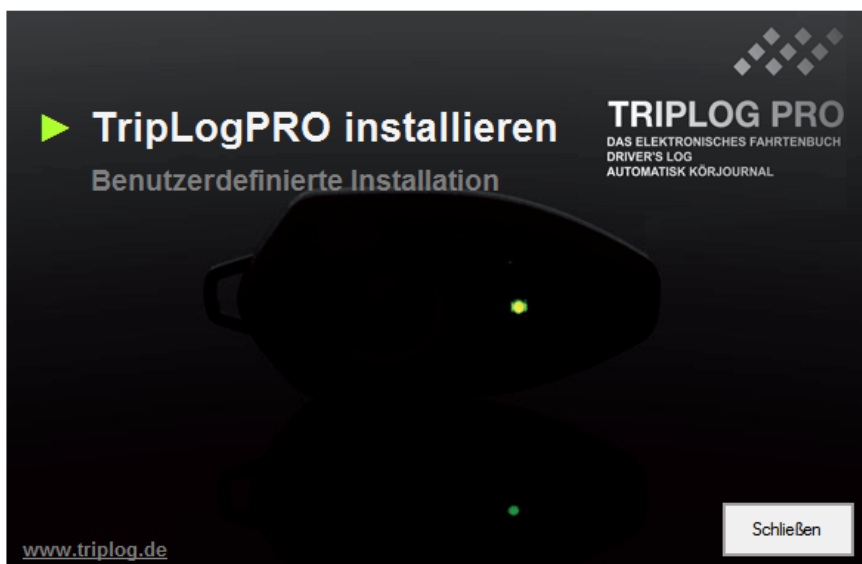 TripLogPRO installieren
Benutzerdefinierte Installation
TRIPLOG PRO
DAS ELEKTRONISCHES FAHRTENBUCH
DRIVER'S LOG
AUTOMATISK KÖRJOURNAL
www.triplog.de
Schließen